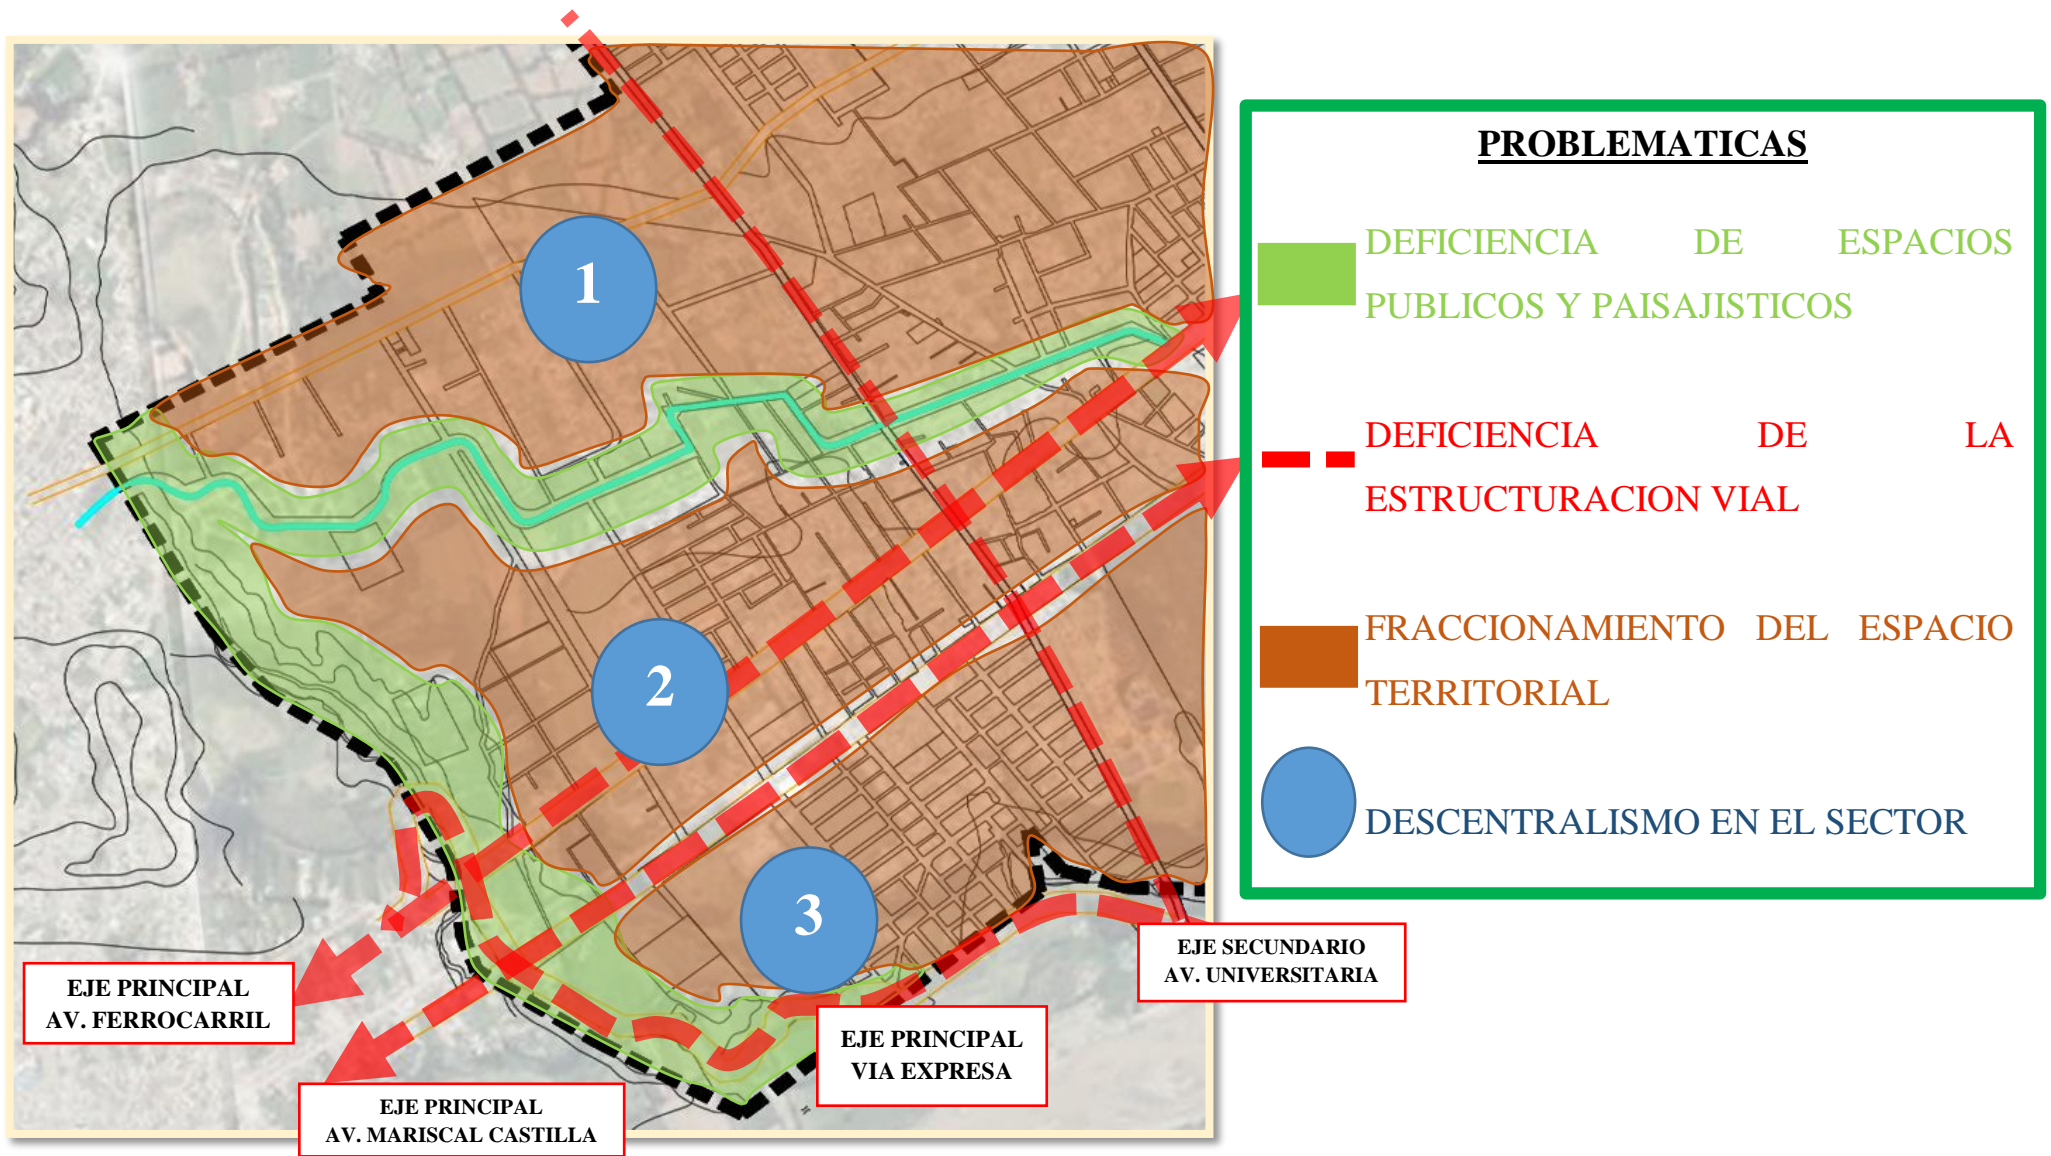 1
2
3
EJE PRINCIPAL
AV. FERROCARRIL
EJE PRINCIPAL
AV. MARISCAL CASTILLA
EJE PRINCIPAL
VIA EXPRESA
EJE SECUNDARIO
AV. UNIVERSITARIA
PROBLEMATICAS
DEFICIENCIA DE ESPACIOS
PUBLICOS Y PAISAJISTICOS
DEFICIENCIA DE LA
ESTRUCTURACION VIAL
FRACCIONAMIENTO DEL ESPACIO
TERRITORIAL
DESCENTRALISMO EN EL SECTOR